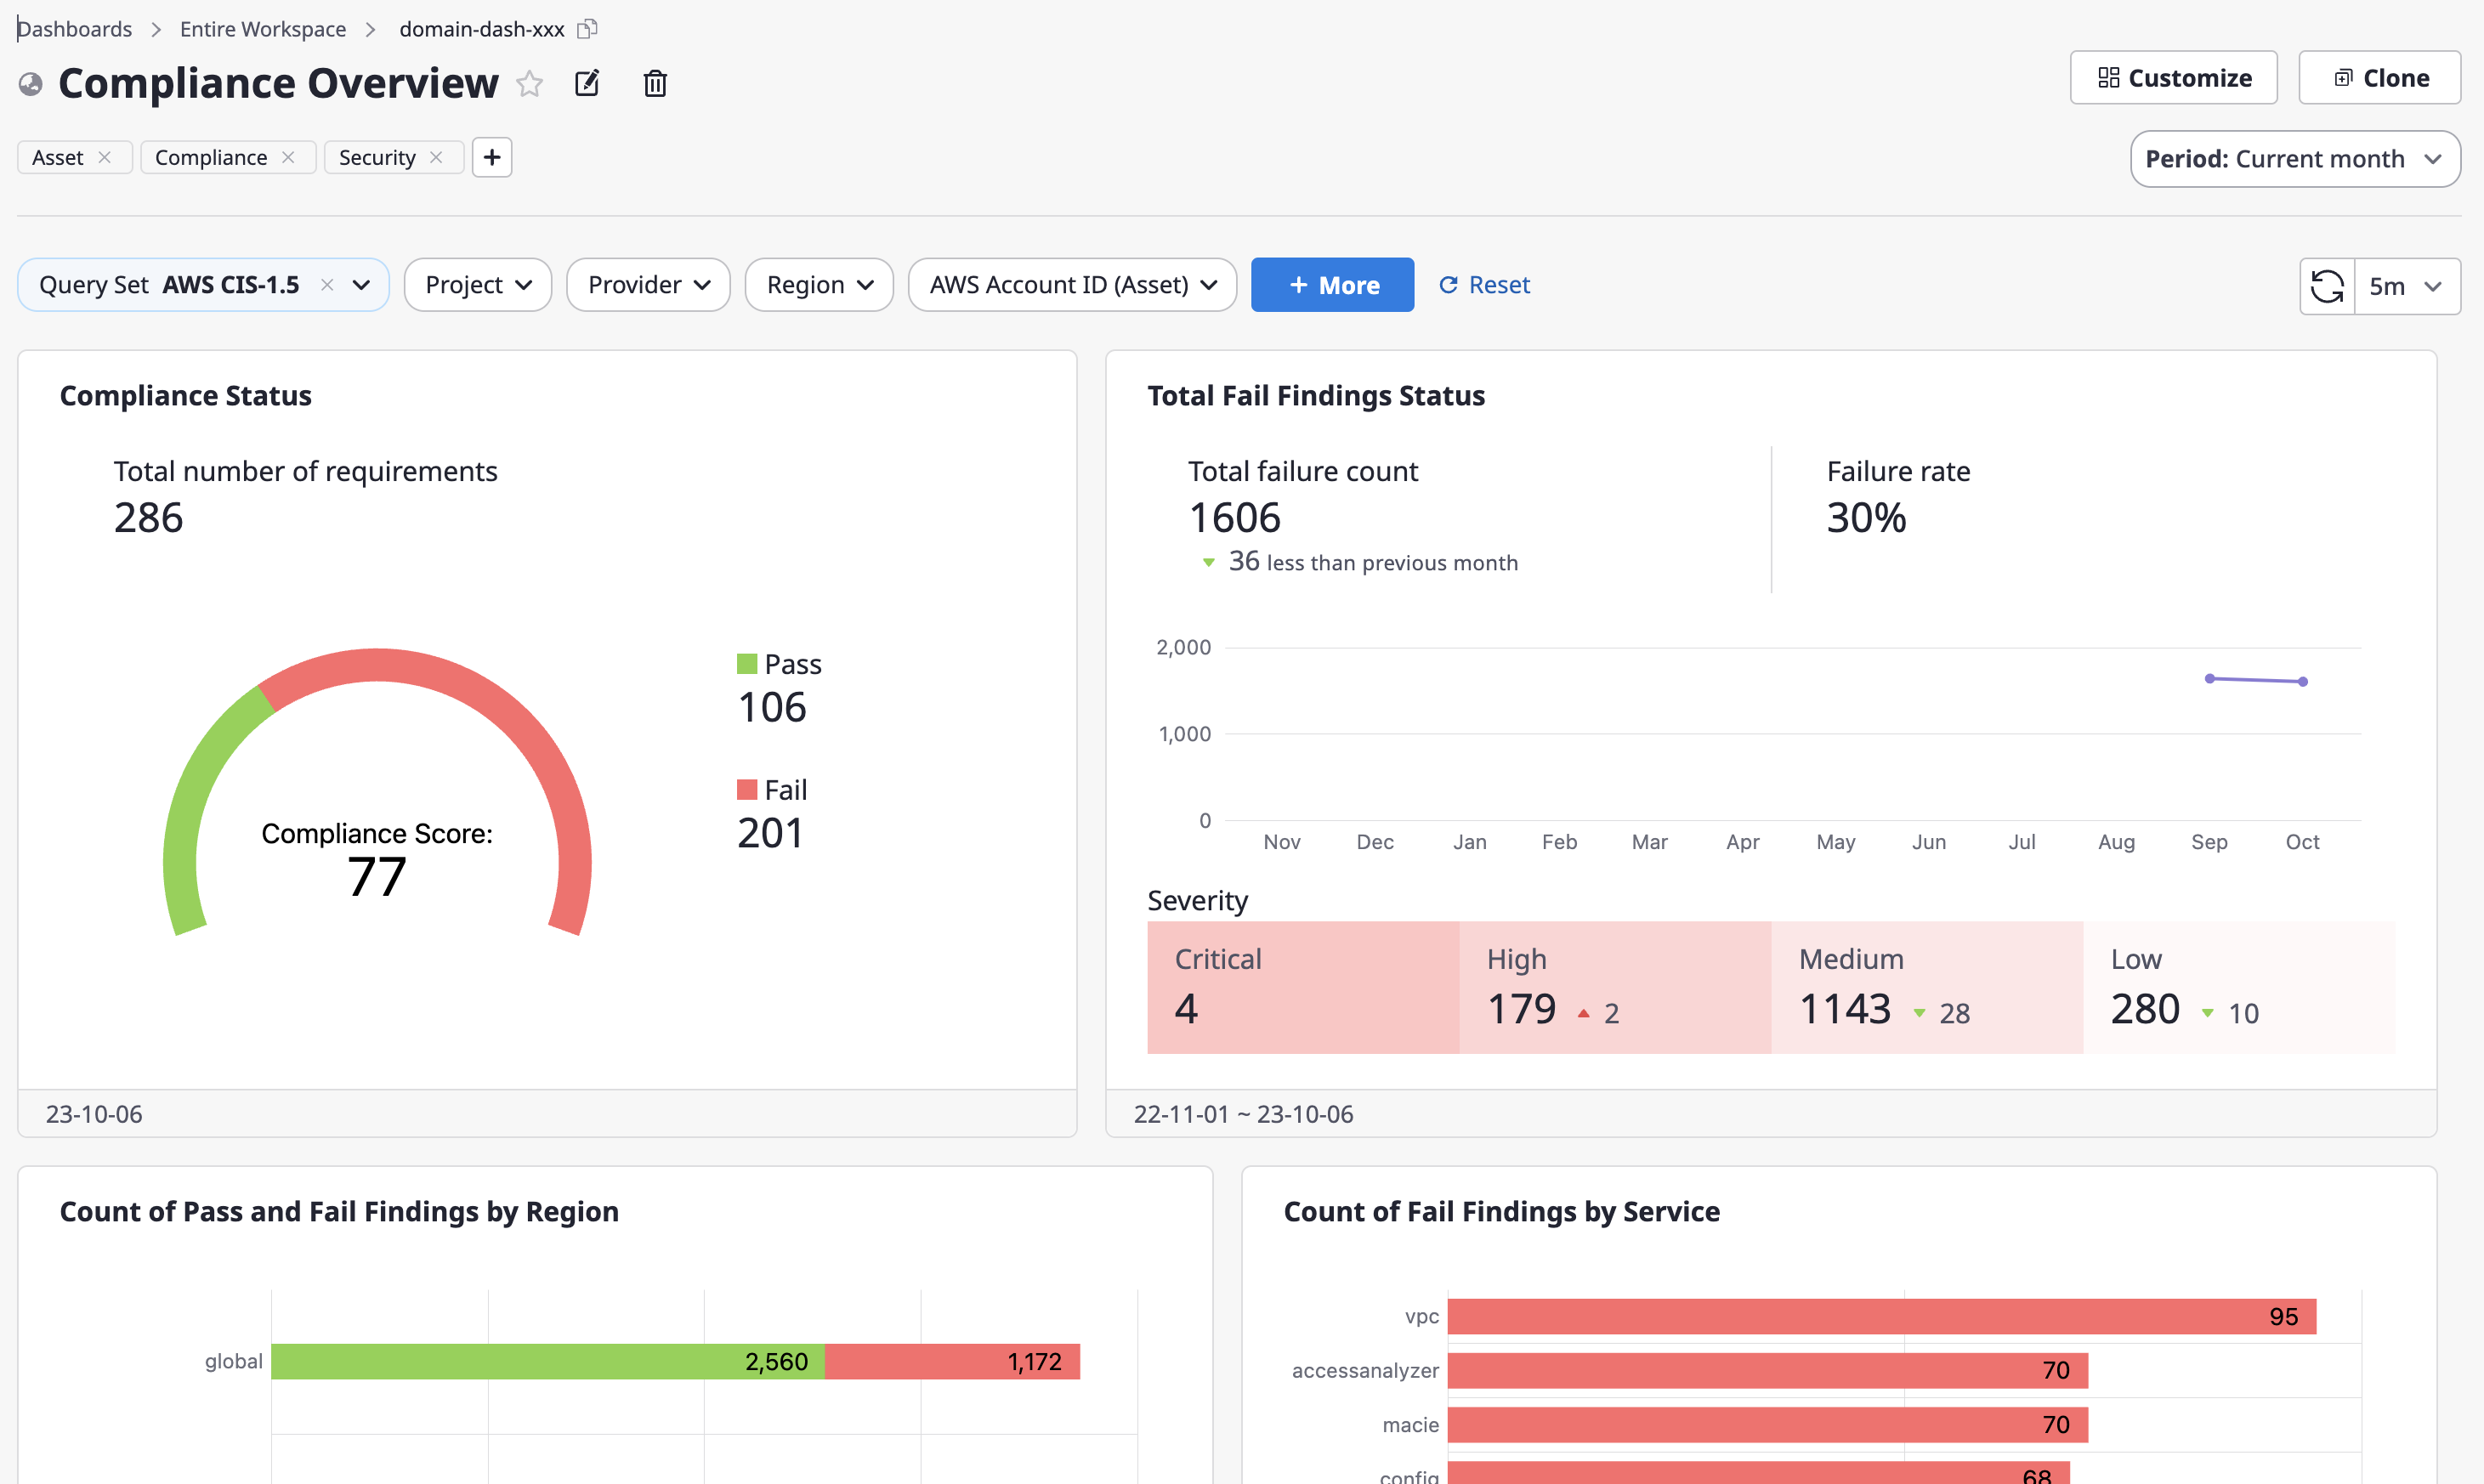 Dashboards > Entire Workspace > domain-dash-xxx
Compliance Overview
Customize
Clone
Asset × Compliance × Security × +
Period: Current month
Query Set AWS CIS-1.5 ×
Project
Provider
Region
AWS Account ID (Asset)
+ More
Reset
5m
Compliance Status
Total number of requirements
286
Pass
106
Fail
201
Compliance Score:
77
23-10-06
Total Fail Findings Status
Total failure count
1606
36 less than previous month
Failure rate
30%
2,000
1,000
0
Nov Dec Jan Feb Mar Apr May Jun Jul Aug Sep Oct
Severity
Critical
4
High
179 2
Medium
1143 28
Low
280 10
22-11-01 ~ 23-10-06
Count of Pass and Fail Findings by Region
global 2,560 1,172
Count of Fail Findings by Service
vpc 95
accessanalyzer 70
macie 70
config 68